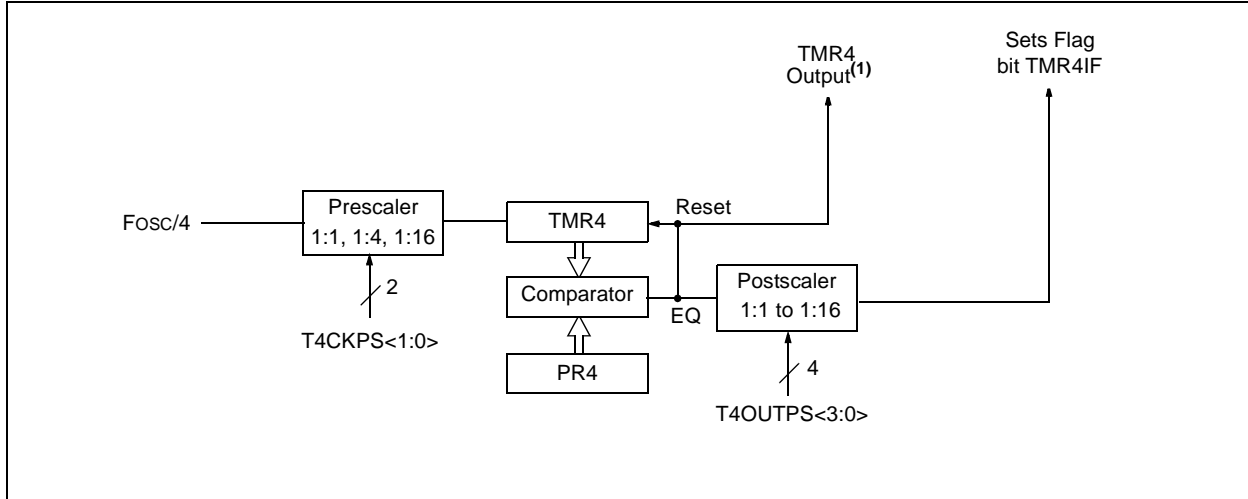 TMR4
Output(1)
Sets Flag
bit TMR4IF
FOSC/4
Prescaler
1:1, 1:4, 1:16
2
T4CKPS<1:0>
TMR4
Reset
Comparator
EQ
PR4
Postscaler
1:1 to 1:16
4
T4OUTPS<3:0>